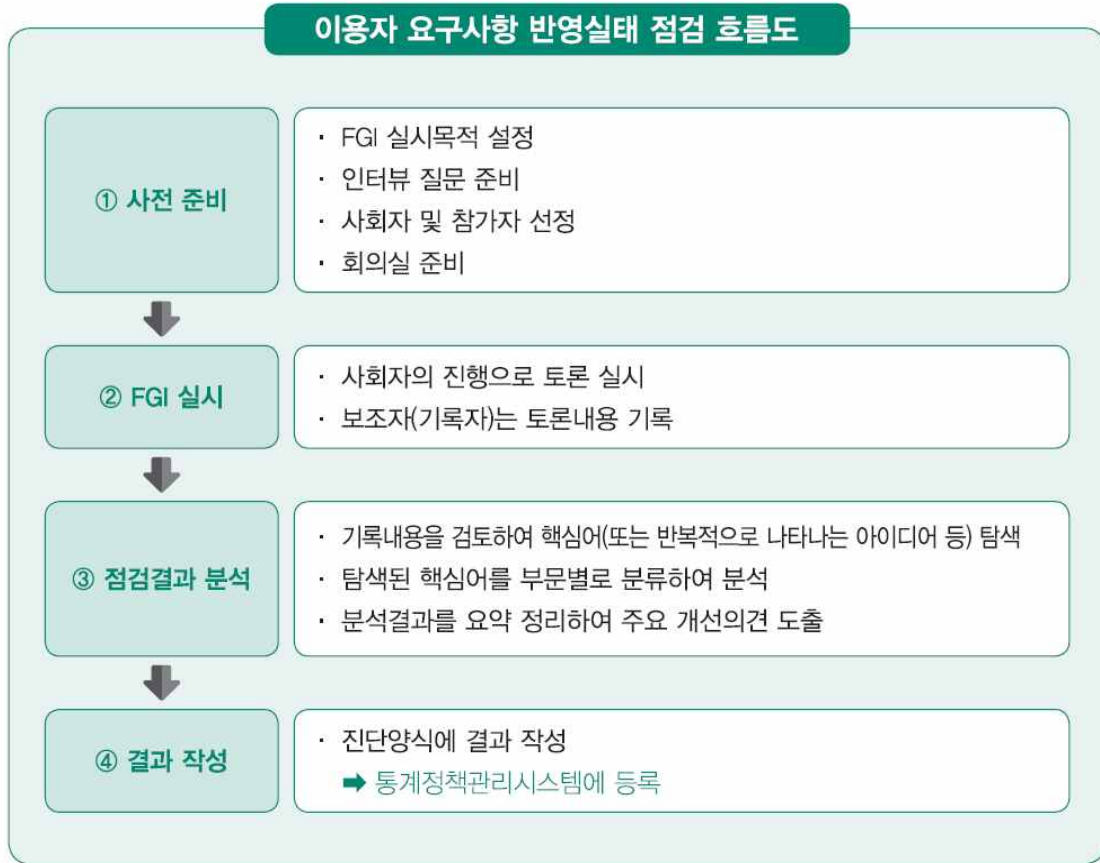 이용자 요구사항 반영실태 점검 흐름도
① 사전 준비
· FGI 실시목적 설정
· 인터뷰 질문 준비
· 사회자 및 참가자 선정
· 회의실 준비
② FGI 실시
· 사회자의 진행으로 토론 실시
· 보조자(기록자)는 토론내용 기록
③ 점검결과 분석
· 기록내용을 검토하여 핵심어(또는 반복적으로 나타나는 아이디어 등) 탐색
· 탐색된 핵심어를 부문별로 분류하여 분석
· 분석결과를 요약 정리하여 주요 개선의견 도출
④ 결과 작성
· 진단양식에 결과 작성
➡ 통계정책관리시스템에 등록